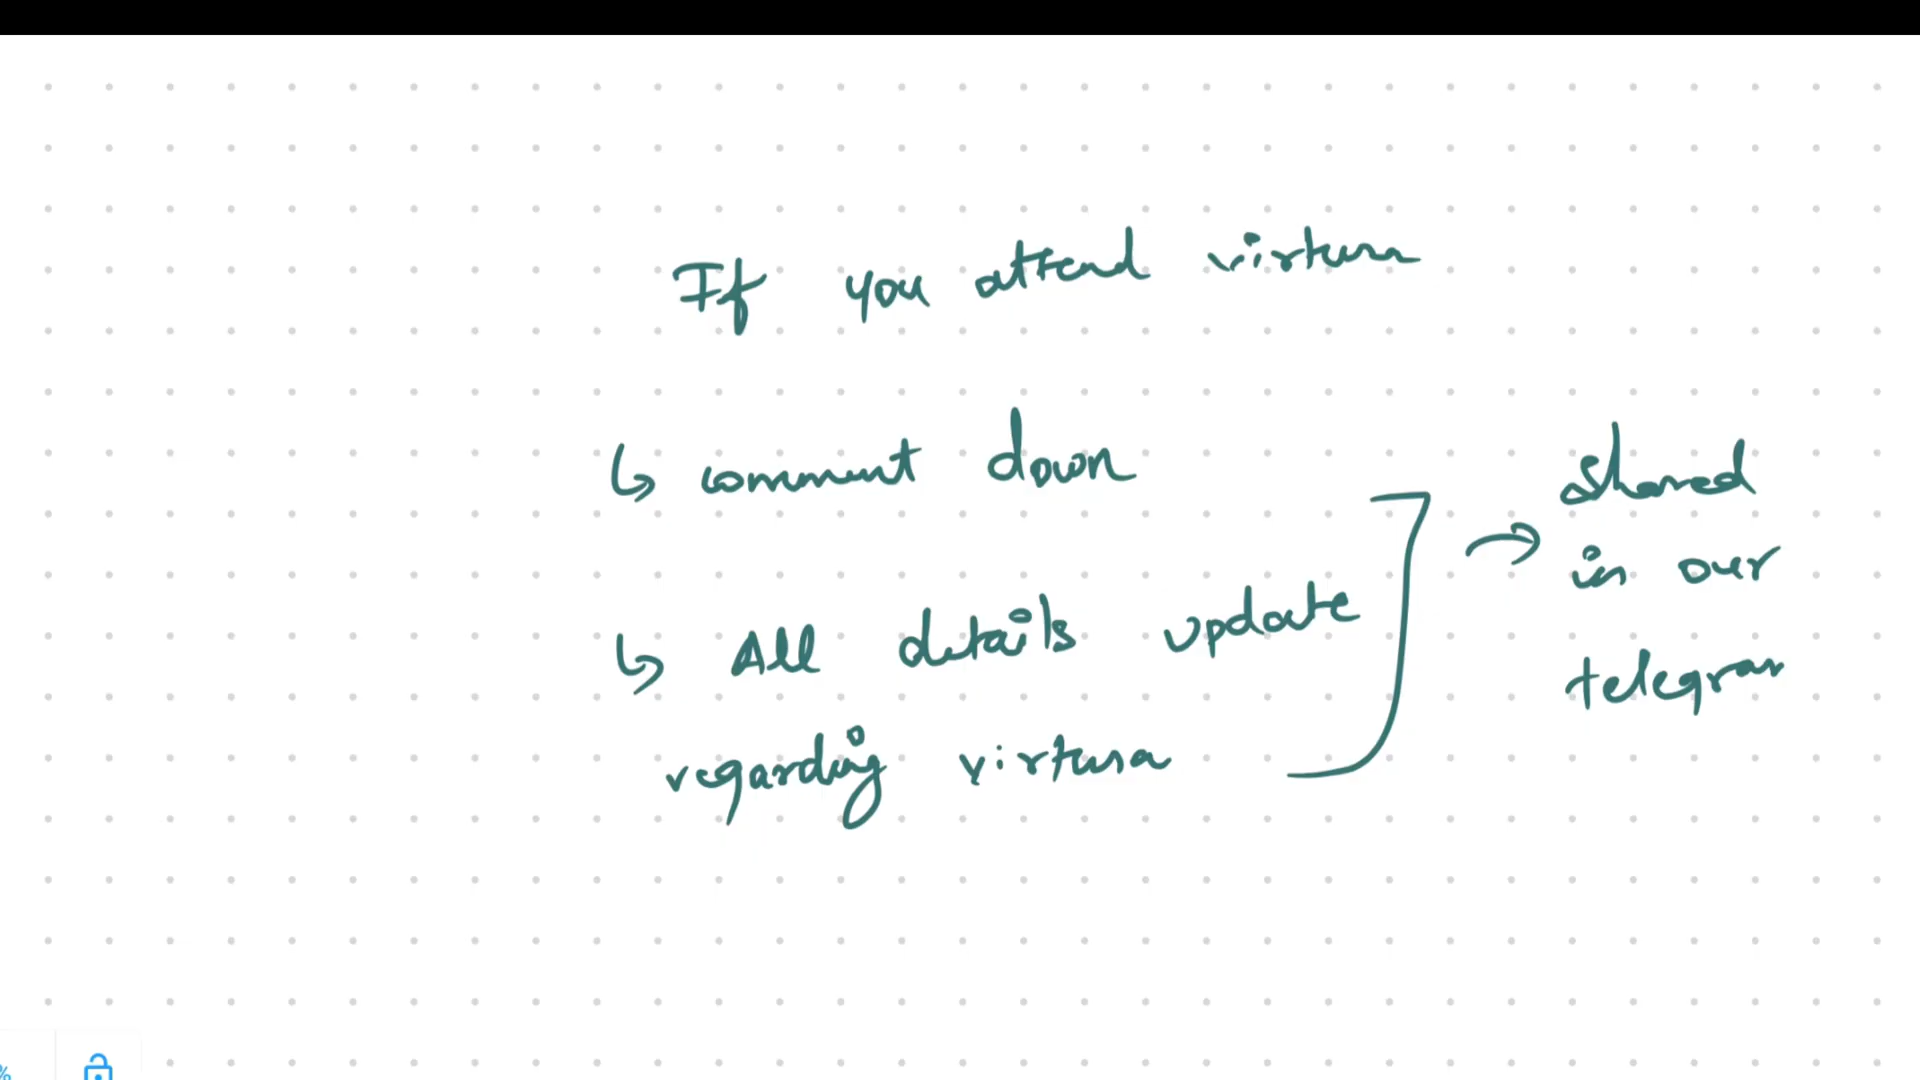 If you attend virtusa
↳ comment down
↳ All details update
regarding virtusa
→ shared
in our
telegram
%